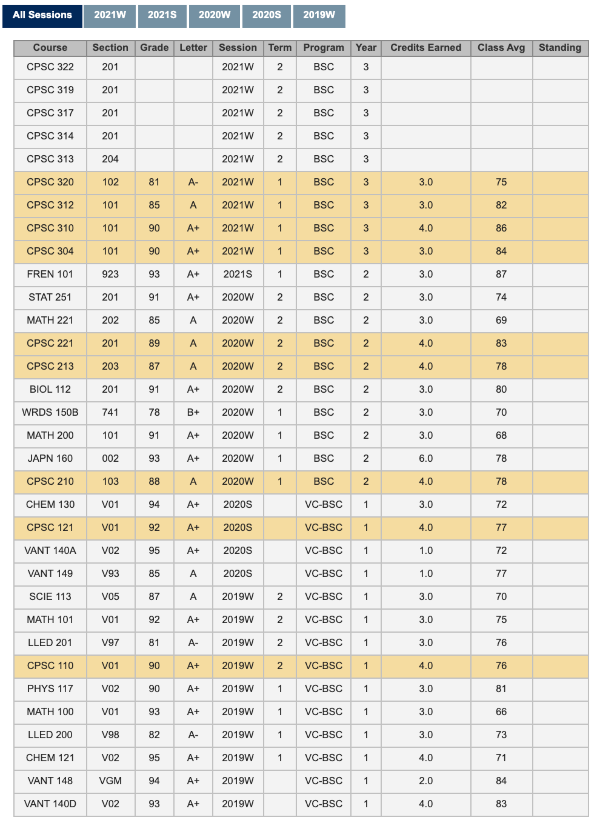 All Sessions 2021W 2021S 2020W 2020S 2019W
Course Section Grade Letter Session Term Program Year Credits Earned Class Avg Standing
CPSC 322 201 2021W 2 BSC 3
CPSC 319 201 2021W 2 BSC 3
CPSC 317 201 2021W 2 BSC 3
CPSC 314 201 2021W 2 BSC 3
CPSC 313 204 2021W 2 BSC 3
CPSC 320 102 81 A- 2021W 1 BSC 3 3.0 75
CPSC 312 101 85 A 2021W 1 BSC 3 3.0 82
CPSC 310 101 90 A+ 2021W 1 BSC 3 4.0 86
CPSC 304 101 90 A+ 2021W 1 BSC 3 3.0 84
FREN 101 923 93 A+ 2021S 1 BSC 2 3.0 87
STAT 251 201 91 A+ 2020W 2 BSC 2 3.0 74
MATH 221 202 85 A 2020W 2 BSC 2 3.0 69
CPSC 221 201 89 A 2020W 2 BSC 2 4.0 83
CPSC 213 203 87 A 2020W 2 BSC 2 4.0 78
BIOL 112 201 91 A+ 2020W 2 BSC 2 3.0 80
WRDS 150B 741 78 B+ 2020W 1 BSC 2 3.0 70
MATH 200 101 91 A+ 2020W 1 BSC 2 3.0 68
JAPN 160 002 93 A+ 2020W 1 BSC 2 6.0 78
CPSC 210 103 88 A 2020W 1 BSC 2 4.0 78
CHEM 130 V01 94 A+ 2020S VC-BSC 1 3.0 72
CPSC 121 V01 92 A+ 2020S VC-BSC 1 4.0 77
VANT 140A V02 95 A+ 2020S VC-BSC 1 1.0 72
VANT 149 V93 85 A 2020S VC-BSC 1 1.0 77
SCIE 113 V05 87 A 2019W 2 VC-BSC 1 3.0 70
MATH 101 V01 92 A+ 2019W 2 VC-BSC 1 3.0 75
LLED 201 V97 81 A- 2019W 2 VC-BSC 1 3.0 76
CPSC 110 V01 90 A+ 2019W 2 VC-BSC 1 4.0 76
PHYS 117 V02 90 A+ 2019W 1 VC-BSC 1 3.0 81
MATH 100 V01 93 A+ 2019W 1 VC-BSC 1 3.0 66
LLED 200 V98 82 A- 2019W 1 VC-BSC 1 3.0 73
CHEM 121 V02 95 A+ 2019W 1 VC-BSC 1 4.0 71
VANT 148 VGM 94 A+ 2019W VC-BSC 1 2.0 84
VANT 140D V02 93 A+ 2019W VC-BSC 1 4.0 83